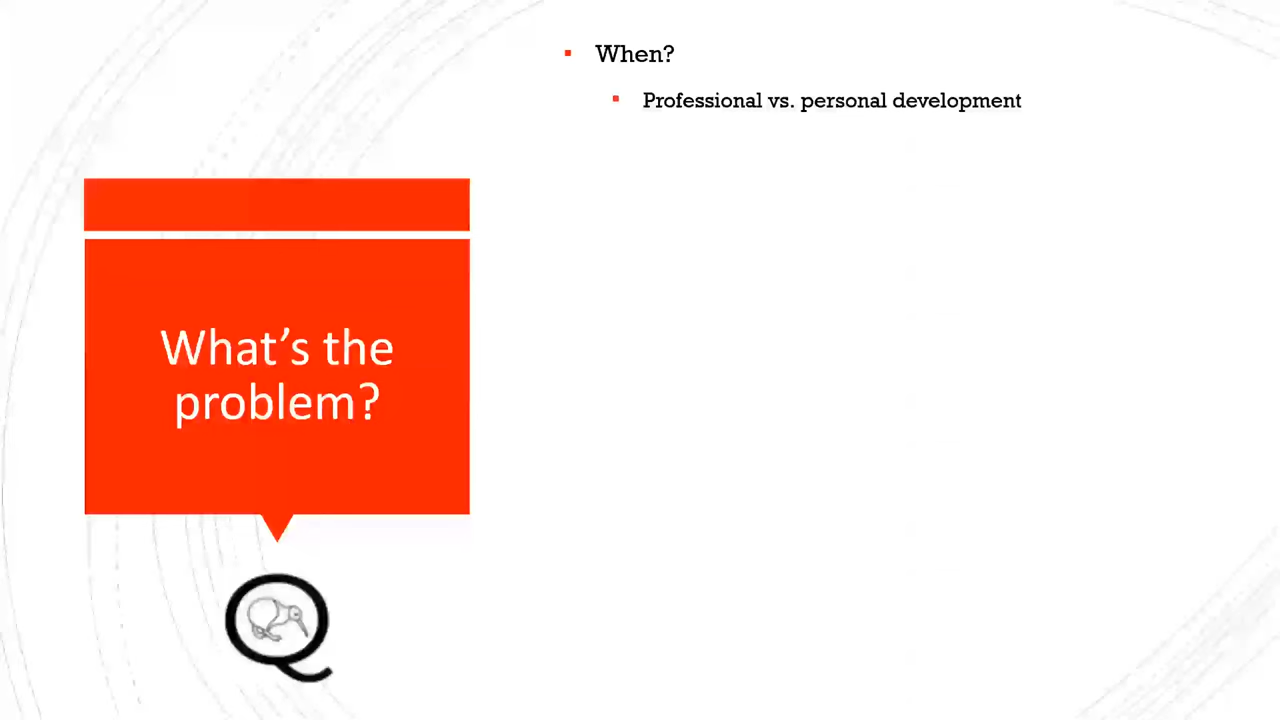 When?
Professional vs. personal development
What's the
problem?
Q